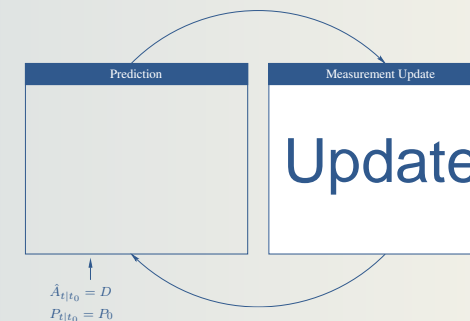 Prediction
Measurement Update
Update
Â_{t|t_0} = D
P_{t|t_0} = P_0